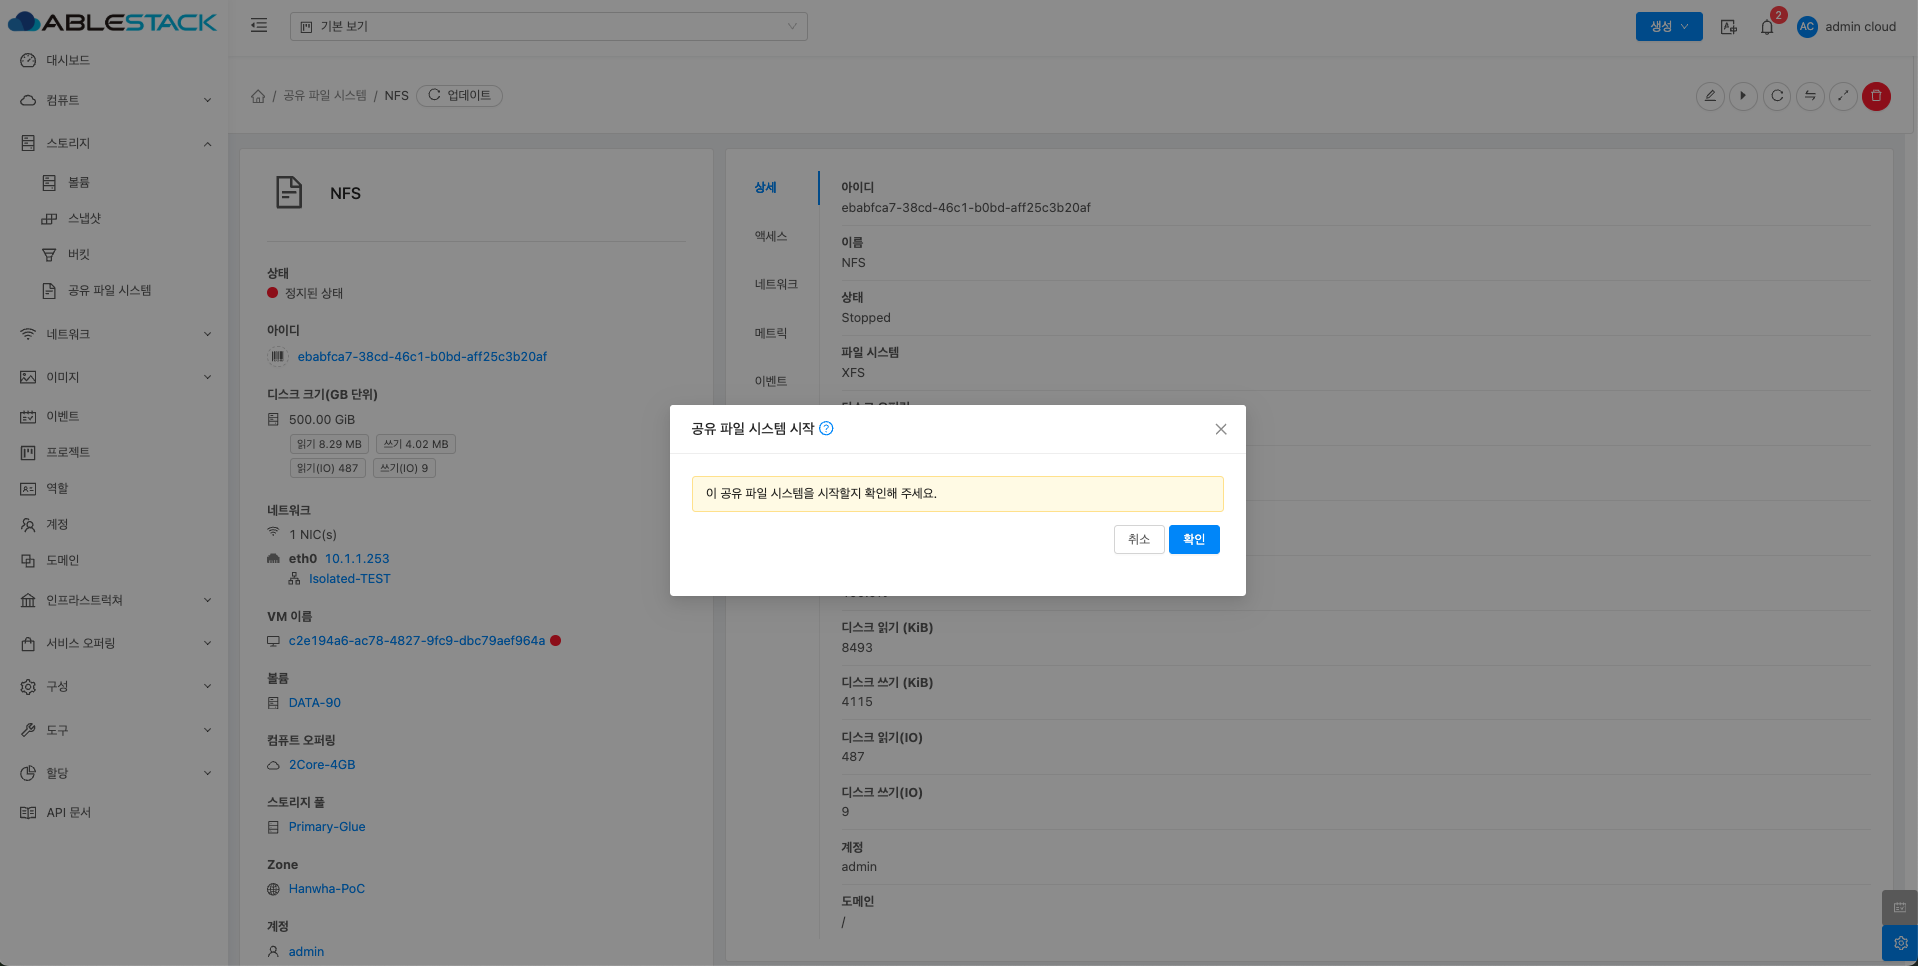 ABLESTACK
기본 보기
생성
2
AC
admin cloud
대시보드
컴퓨트
스토리지
볼륨
스냅샷
버킷
공유 파일 시스템
네트워크
이미지
이벤트
프로젝트
역할
계정
도메인
인프라스트럭쳐
서비스 오퍼링
구성
도구
할당
API 문서
/ 공유 파일 시스템 / NFS
업데이트
NFS
상태
정지된 상태
아이디
ebabfca7-38cd-46c1-b0bd-aff25c3b20af
디스크 크기(GB 단위)
500.00 GiB
읽기 8.29 MB 쓰기 4.02 MB
읽기(IO) 487 쓰기(IO) 9
네트워크
1 NIC(s)
eth0 10.1.1.253
Isolated-TEST
VM 이름
c2e194a6-ac78-4827-9fc9-dbc79aef964a
볼륨
DATA-90
컴퓨트 오퍼링
2Core-4GB
스토리지 풀
Primary-Glue
Zone
Hanwha-PoC
계정
admin
상세
액세스
네트워크
메트릭
이벤트
아이디
ebabfca7-38cd-46c1-b0bd-aff25c3b20af
이름
NFS
상태
Stopped
파일 시스템
XFS
공유 파일 시스템 시작
이 공유 파일 시스템을 시작할지 확인해 주세요.
취소
확인
디스크 읽기 (KiB)
8493
디스크 쓰기 (KiB)
4115
디스크 읽기(IO)
487
디스크 쓰기(IO)
9
계정
admin
도메인
/